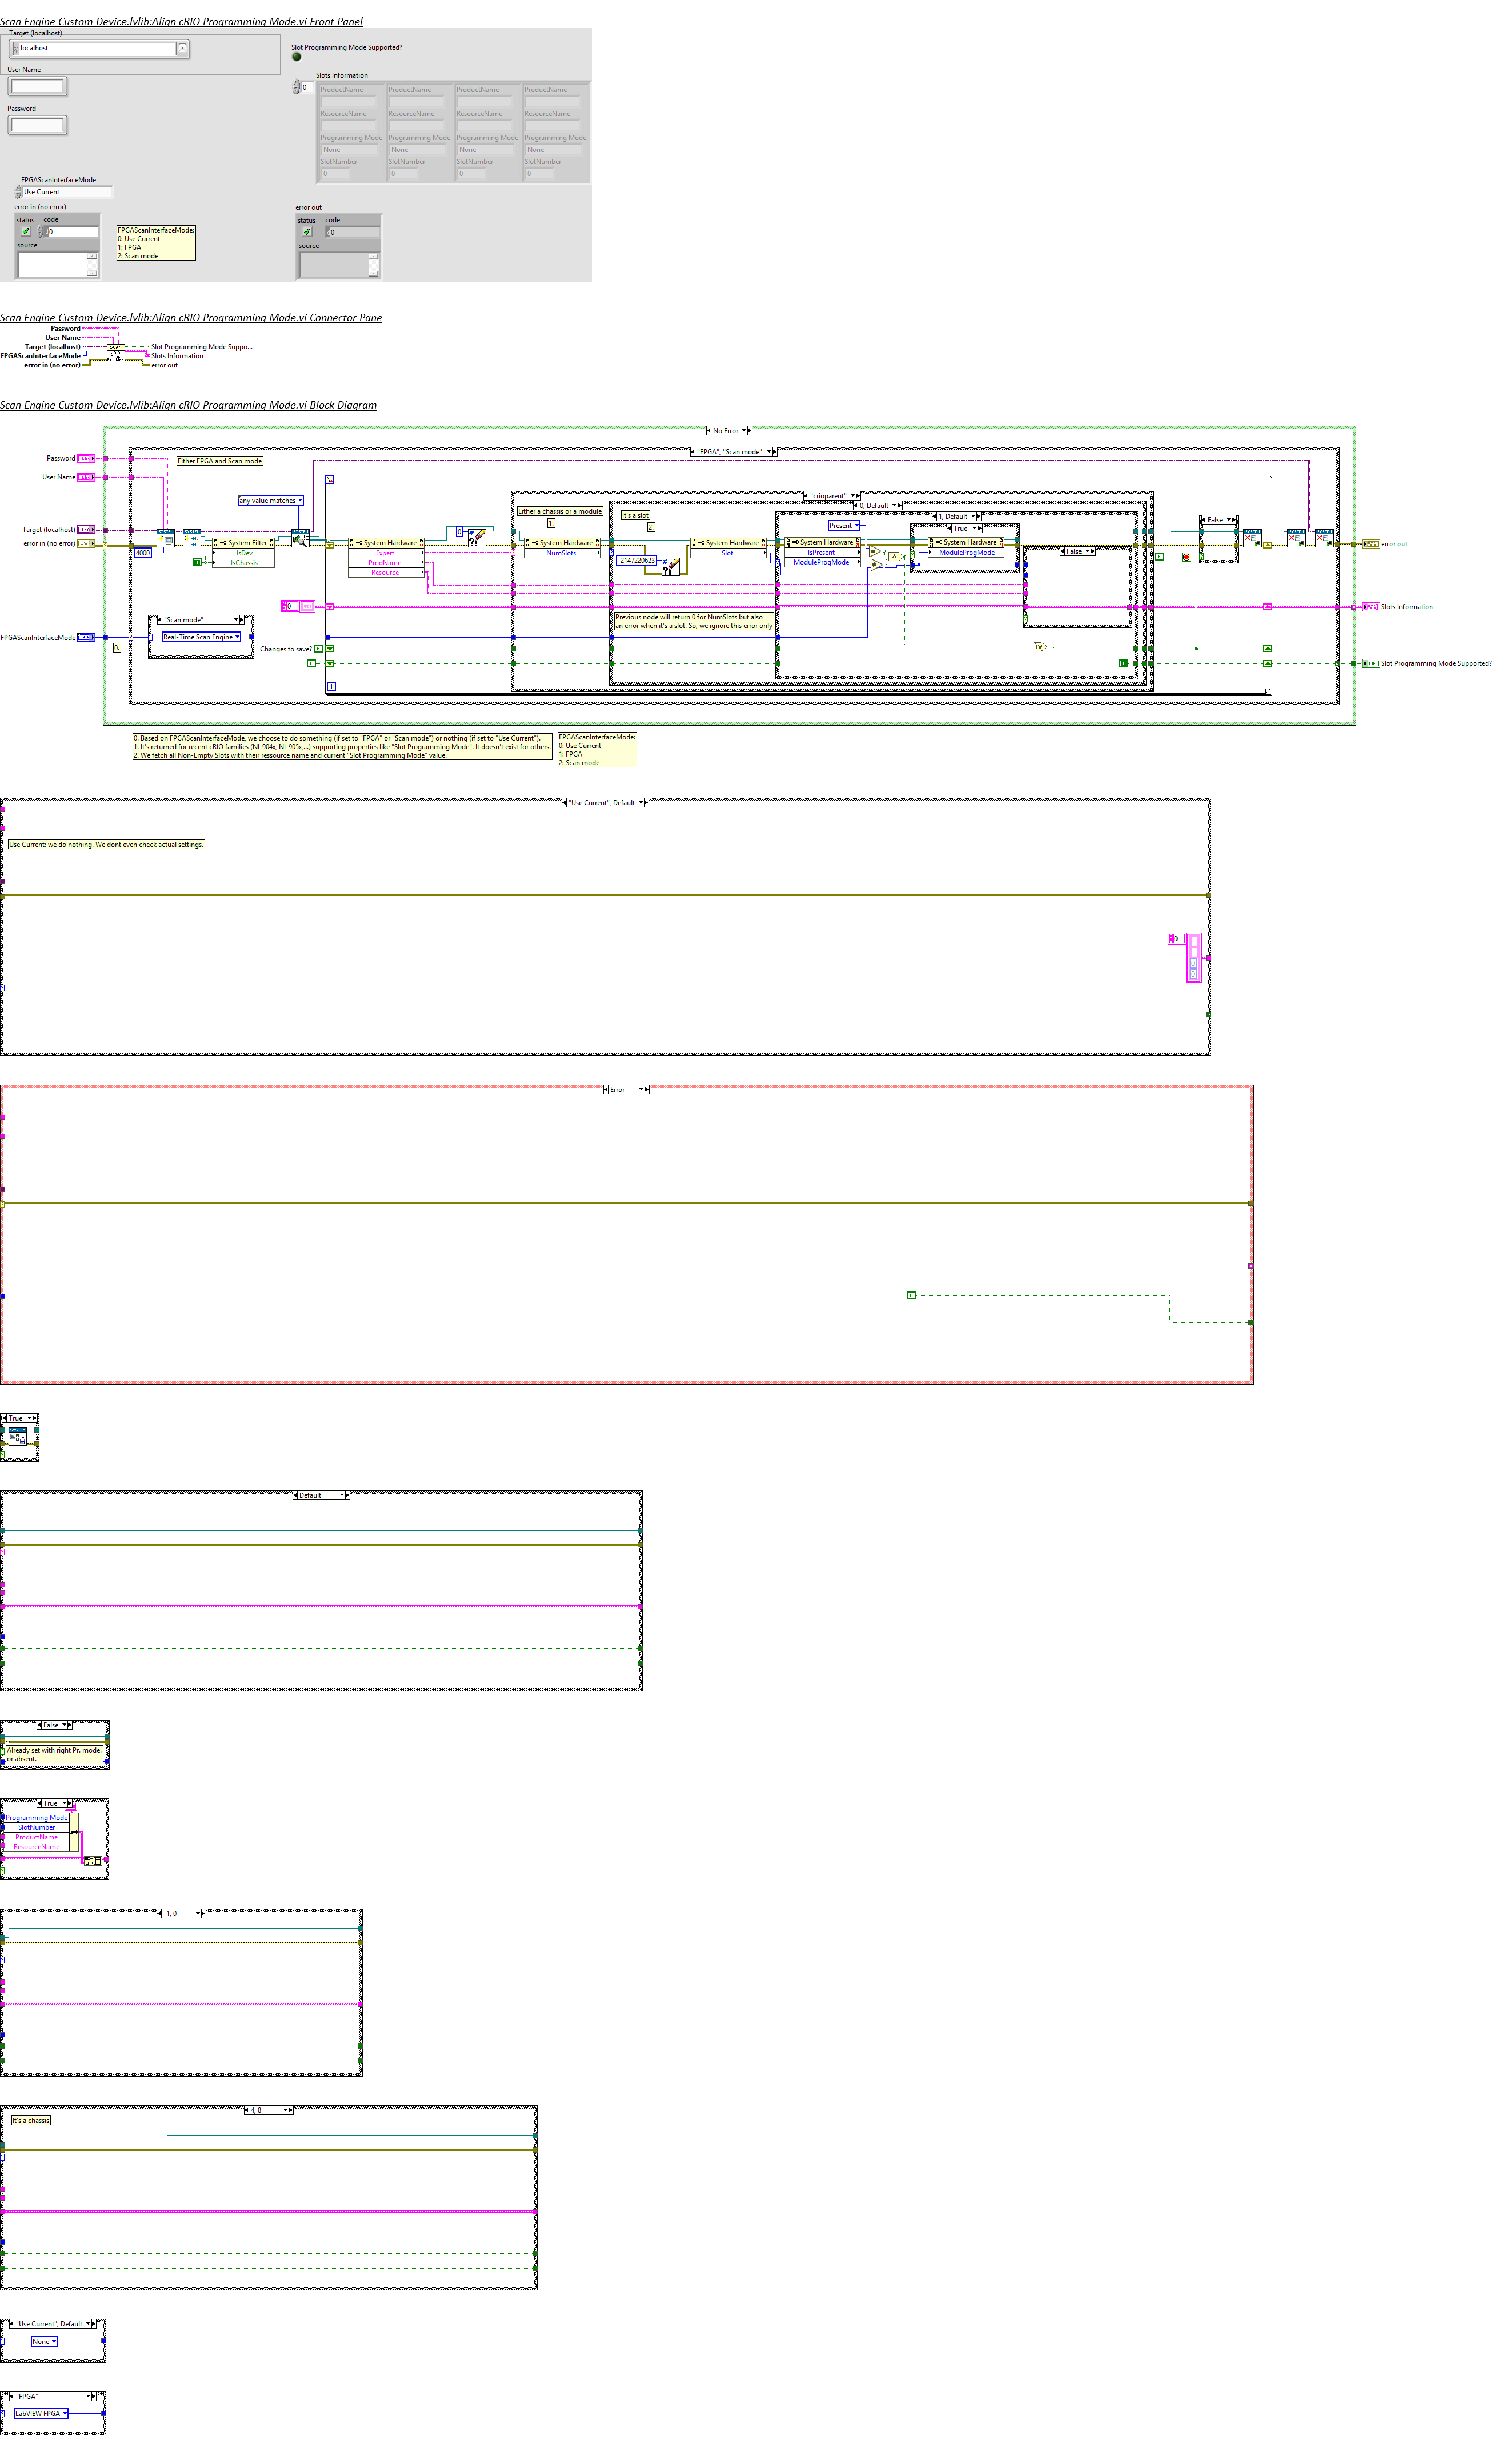 Scan Engine Custom Device.lvlib:Align cRIO Programming Mode.vi Front Panel
Target (localhost)
localhost
Slot Programming Mode Supported?
User Name
Slots Information
0
ProductName ProductName ProductName ProductName
ResourceName ResourceName ResourceName ResourceName
Password
Programming Mode Programming Mode Programming Mode Programming Mode
None None None None
SlotNumber SlotNumber SlotNumber SlotNumber
0 0 0 0
FPGAScanInterfaceMode
Use Current
error in (no error)
status code
0
source
FPGAScanInterfaceMode:
0: Use Current
1: FPGA
2: Scan mode
error out
status code
0
source
Scan Engine Custom Device.lvlib:Align cRIO Programming Mode.vi Connector Pane
Password
User Name
Target (localhost)
Slot Programming Mode Suppo...
FPGAScanInterfaceMode
Slots Information
error in (no error)
error out
Scan Engine Custom Device.lvlib:Align cRIO Programming Mode.vi Block Diagram
No Error
"FPGA", "Scan mode"
Password
Either FPGA and Scan mode
User Name
any value matches
"crioparent"
0, Default
Either a chassis or a module
1.
It's a slot
2.
1, Default
True
Present
False
Target (localhost)
error in (no error)
4000
System Filter
IsDev
IsChassis
System Hardware
Expert
ProdName
Resource
0
System Hardware
NumSlots
-2147220623
System Hardware
Slot
System Hardware
IsPresent
ModuleProgMode
System Hardware
ModuleProgMode
False
F
error out
0
Slots Information
"Scan mode"
Real-Time Scan Engine
FPGAScanInterfaceMode
0.
Previous node will return 0 for NumSlots but also
an error when it's a slot. So, we ignore this error only
Changes to save?
F
F
Slot Programming Mode Supported?
i
0. Based on FPGAScanInterfaceMode, we choose to do something (if set to "FPGA" or "Scan mode") or nothing (if set to "Use Current").
1. It's returned for recent cRIO families (NI-904x, NI-905x,...) supporting properties like "Slot Programming Mode". It doesn't exist for others.
2. We fetch all Non-Empty Slots with their ressource name and current "Slot Programming Mode" value.
FPGAScanInterfaceMode:
0: Use Current
1: FPGA
2: Scan mode
"Use Current", Default
Use Current: we do nothing. We dont even check actual settings.
0
Error
F
True
Default
False
Already set with right Pr. mode.
or absent.
True
Programming Mode
SlotNumber
ProductName
ResourceName
-1, 0
4, 8
It's a chassis
"Use Current", Default
None
"FPGA"
LabVIEW FPGA